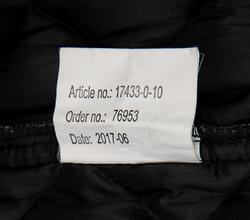 Article no.: 17433-0-10
Order no.: 76953
Date: 2017-06